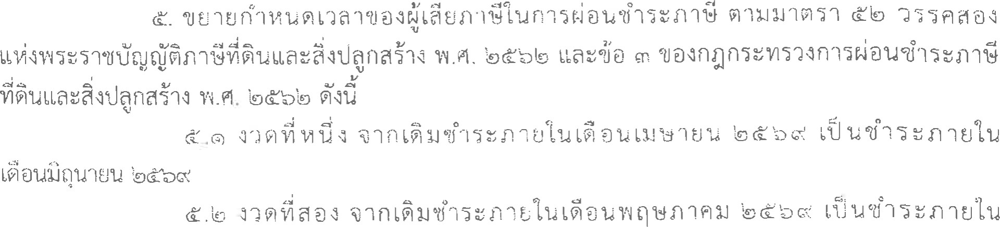 ๕. ขยายกำหนดเวลาของผู้เสียภาษีในการผ่อนชำระภาษี ตามมาตรา ๕๒ วรรคสอง
แห่งพระราชบัญญัติภาษีที่ดินและสิ่งปลูกสร้าง พ.ศ. ๒๕๖๒ และข้อ ๓ ของกฎกระทรวงการผ่อนชำระภาษี
ที่ดินและสิ่งปลูกสร้าง พ.ศ. ๒๕๖๒ ดังนี้
๕.๑ งวดที่หนึ่ง จากเดิมชำระภายในเดือนเมษายน ๒๕๖๙ เป็นชำระภายใน
เดือนมิถุนายน ๒๕๖๙
๕.๒ งวดที่สอง จากเดิมชำระภายในเดือนพฤษภาคม ๒๕๖๙ เป็นชำระภายใน